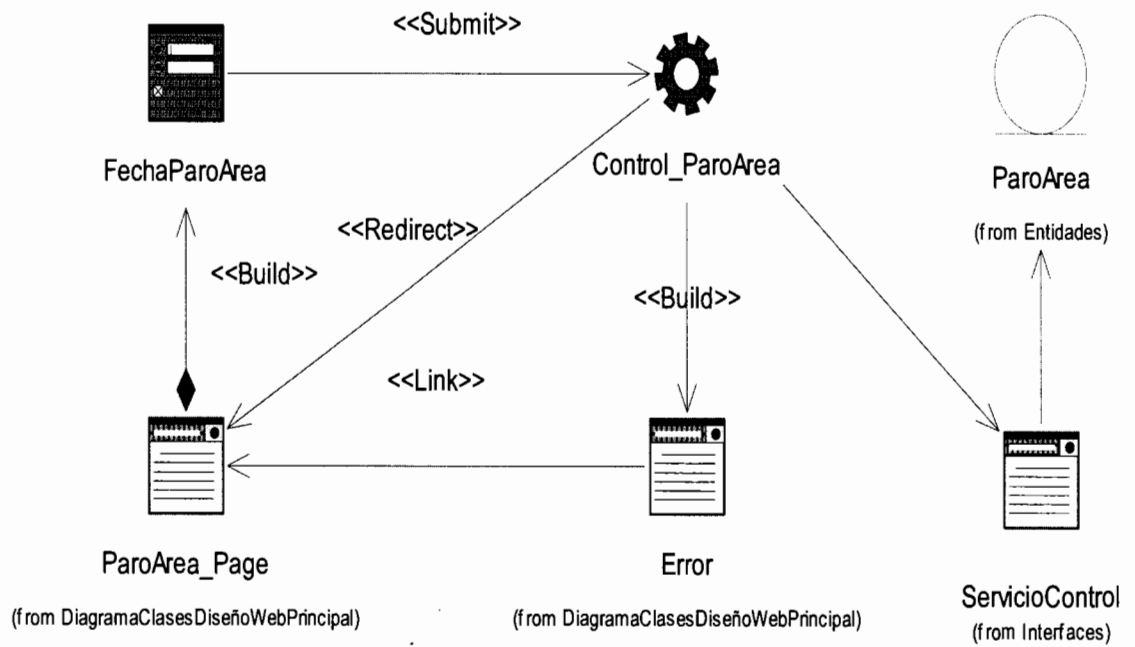 <<Submit>>
FechaParoArea
Control_ParoArea
ParoArea
(from Entidades)
<<Redirect>>
<<Build>>
<<Build>>
<<Link>>
ParoArea_Page
(from DiagramaClasesDiseñoWebPrincipal)
Error
(from DiagramaClasesDiseñoWebPrincipal)
ServicioControl
(from Interfaces)